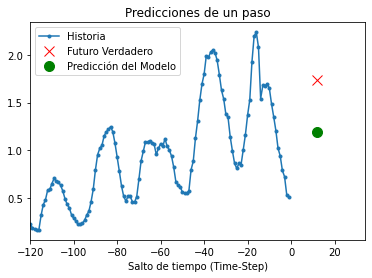 Predicciones de un paso
Historia
Futuro Verdadero
Predicción del Modelo
2.0
1.5
1.0
0.5
−120 −100 −80 −60 −40 −20 0 20
Salto de tiempo (Time-Step)